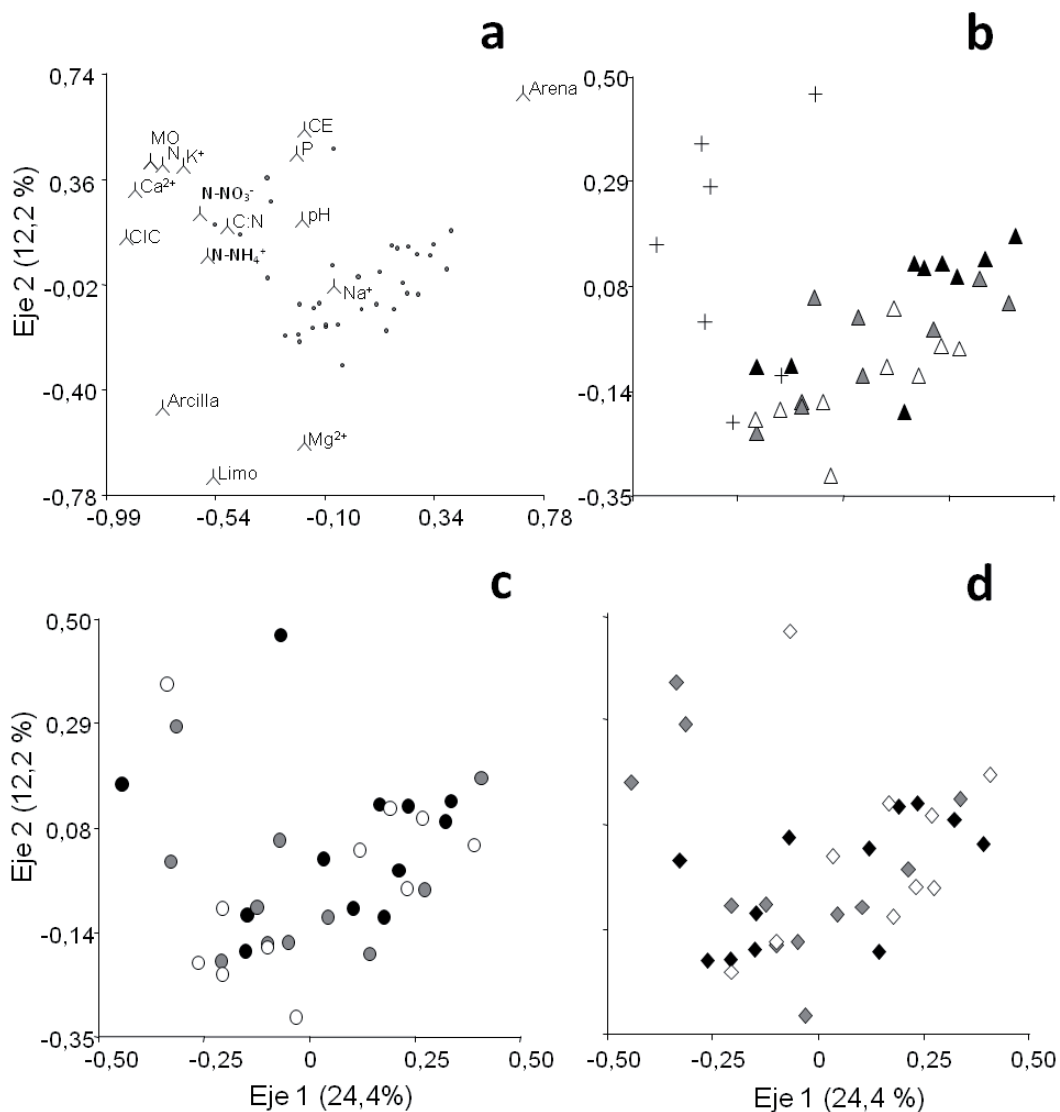 a
b
0,74
0,36
-0,02
-0,40
-0,78
Eje 2 (12,2 %)
Arena
CE
MO
N
K+
P
Ca²⁺
N-NO₃⁻
C:N
pH
CIC
N-NH₄⁺
Na⁺
Arcilla
Mg²⁺
Limo
-0,99
-0,54
-0,10
0,34
0,78
0,50
0,29
0,08
-0,14
-0,35
c
d
0,50
0,29
0,08
-0,14
-0,35
Eje 2 (12,2 %)
-0,50
-0,25
0
0,25
0,50
Eje 1 (24,4%)
-0,50
-0,25
0
0,25
0,50
Eje 1 (24,4 %)